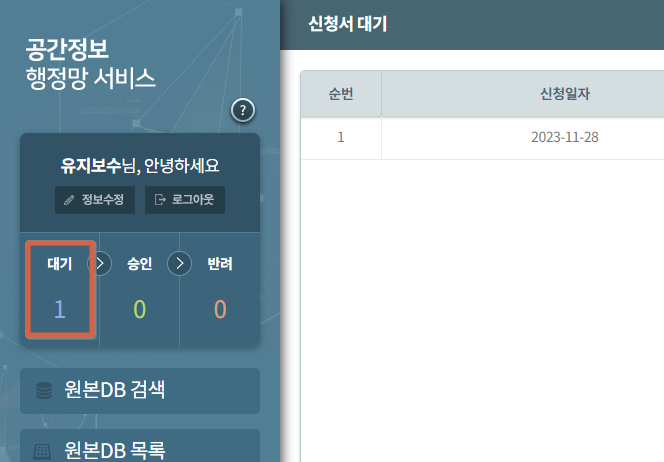 공간정보
행정망 서비스
?
유지보수님, 안녕하세요
정보수정
로그아웃
대기
승인
반려
1
0
0
원본DB 검색
원본DB 목록
신청서 대기
순번
신청일자
1
2023-11-28